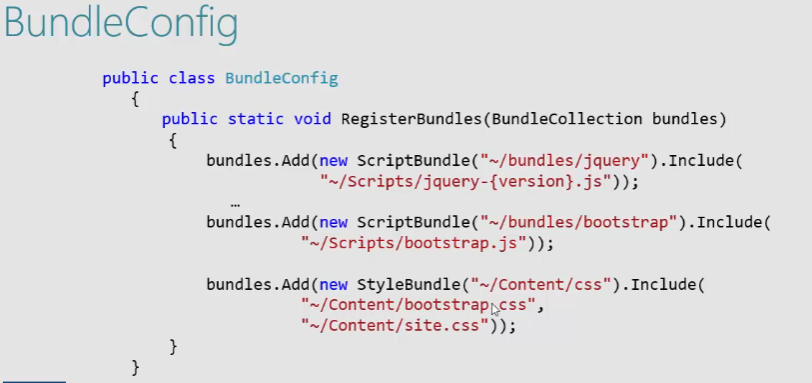 BundleConfig
public class BundleConfig
{
public static void RegisterBundles(BundleCollection bundles)
{
bundles.Add(new ScriptBundle("~/bundles/jquery").Include(
"~/Scripts/jquery-{version}.js"));
…
bundles.Add(new ScriptBundle("~/bundles/bootstrap").Include(
"~/Scripts/bootstrap.js"));
bundles.Add(new StyleBundle("~/Content/css").Include(
"~/Content/bootstrap.css",
"~/Content/site.css"));
}
}